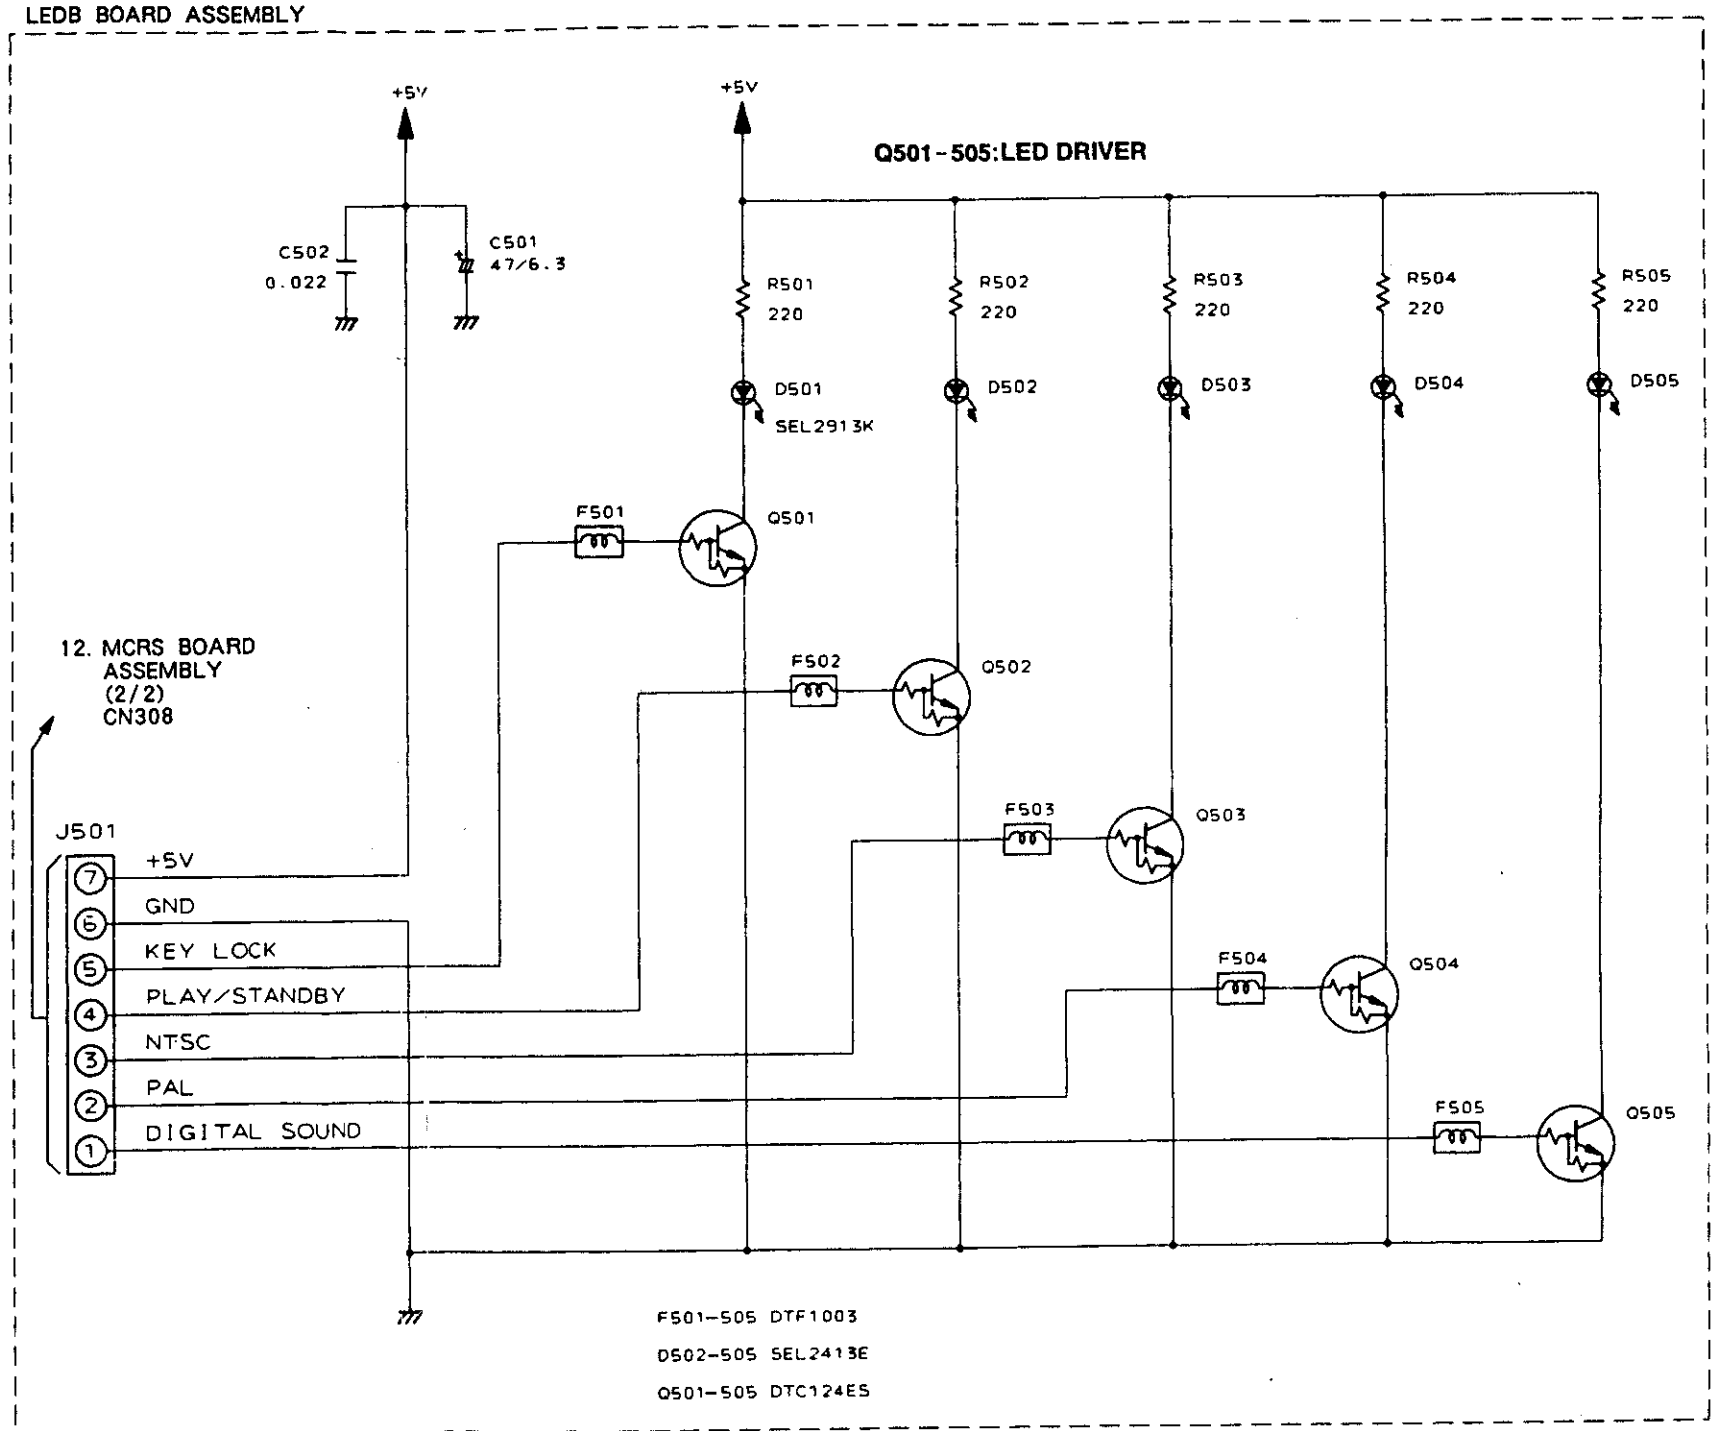 LEDB BOARD ASSEMBLY
+5V
+5V
Q501-505:LED DRIVER
C502
0.022
C501
47/6.3
R501
220
R502
220
R503
220
R504
220
R505
220
D501
SEL2913K
D502
D503
D504
D505
F501
Q501
F502
Q502
12. MCRS BOARD
ASSEMBLY
(2/2)
CN308
F503
Q503
J501
7
+5V
6
GND
5
KEY LOCK
4
PLAY/STANDBY
3
NTSC
2
PAL
1
DIGITAL SOUND
F504
Q504
F505
Q505
F501-505 DTF1003
D502-505 SEL2413E
Q501-505 DTC124ES